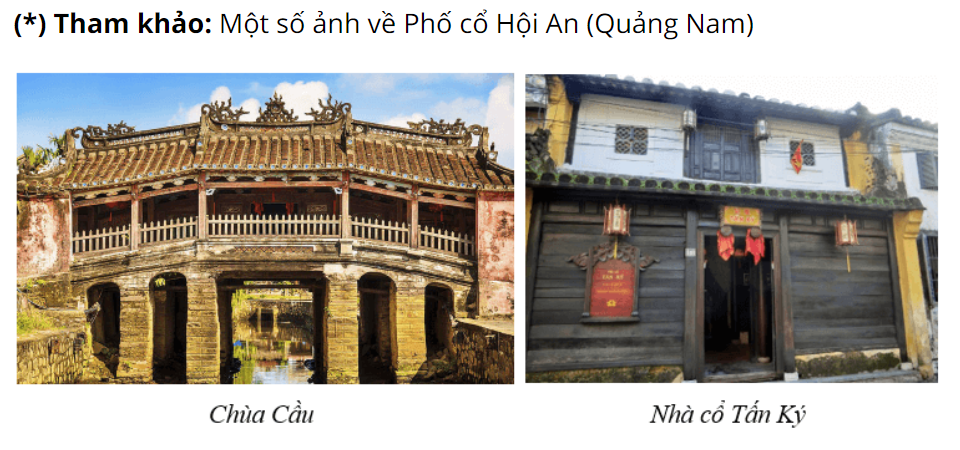 (*) Tham khảo: Một số ảnh về Phố cổ Hội An (Quảng Nam)
Chùa Cầu
Nhà cổ Tấn Ký